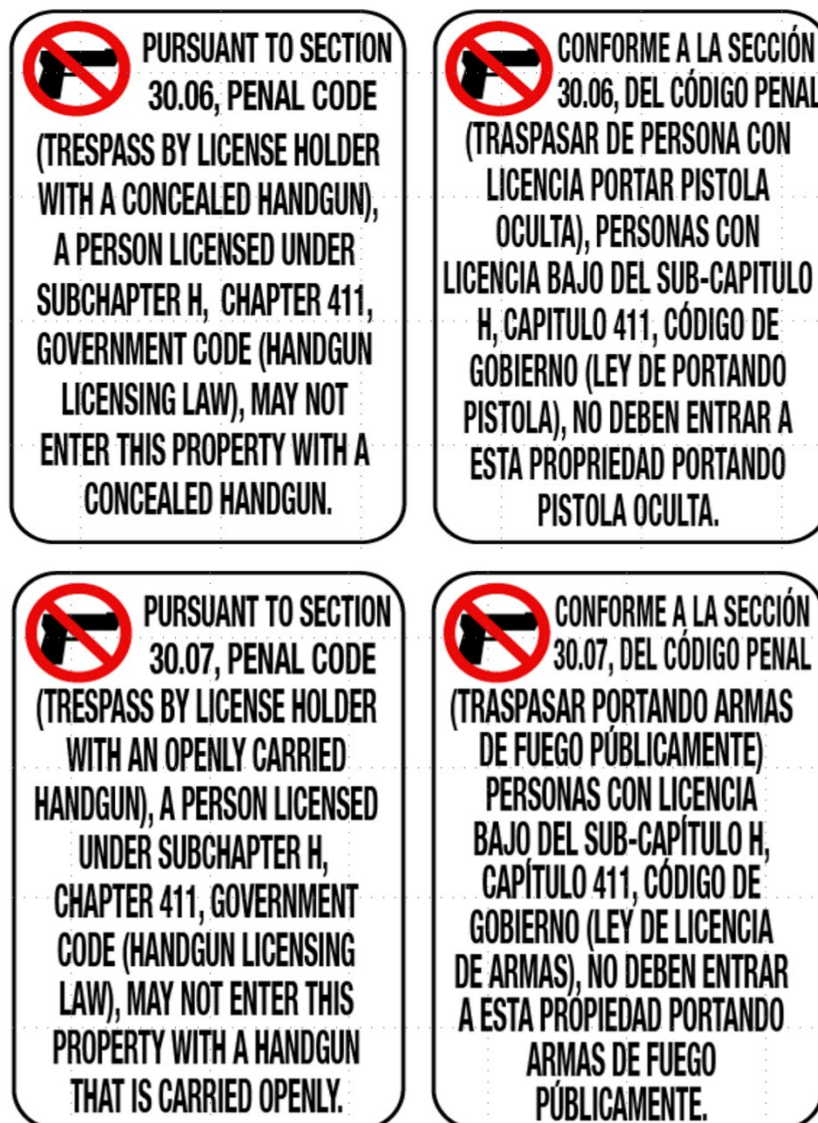 PURSUANT TO SECTION
30.06, PENAL CODE
(TRESPASS BY LICENSE HOLDER
WITH A CONCEALED HANDGUN),
A PERSON LICENSED UNDER
SUBCHAPTER H, CHAPTER 411,
GOVERNMENT CODE (HANDGUN
LICENSING LAW), MAY NOT
ENTER THIS PROPERTY WITH A
CONCEALED HANDGUN.
CONFORME A LA SECCIÓN
30.06, DEL CÓDIGO PENAL
(TRASPASAR DE PERSONA CON
LICENCIA PORTAR PISTOLA
OCULTA), PERSONAS CON
LICENCIA BAJO DEL SUB-CAPITULO
H, CAPITULO 411, CÓDIGO DE
GOBIERNO (LEY DE PORTANDO
PISTOLA), NO DEBEN ENTRAR A
ESTA PROPRIEDAD PORTANDO
PISTOLA OCULTA.
PURSUANT TO SECTION
30.07, PENAL CODE
(TRESPASS BY LICENSE HOLDER
WITH AN OPENLY CARRIED
HANDGUN), A PERSON LICENSED
UNDER SUBCHAPTER H,
CHAPTER 411, GOVERNMENT
CODE (HANDGUN LICENSING
LAW), MAY NOT ENTER THIS
PROPERTY WITH A HANDGUN
THAT IS CARRIED OPENLY.
CONFORME A LA SECCIÓN
30.07, DEL CÓDIGO PENAL
(TRASPASAR PORTANDO ARMAS
DE FUEGO PÚBLICAMENTE)
PERSONAS CON LICENCIA
BAJO DEL SUB-CAPÍTULO H,
CAPÍTULO 411, CÓDIGO DE
GOBIERNO (LEY DE LICENCIA
DE ARMAS), NO DEBEN ENTRAR
A ESTA PROPIEDAD PORTANDO
ARMAS DE FUEGO
PÚBLICAMENTE.